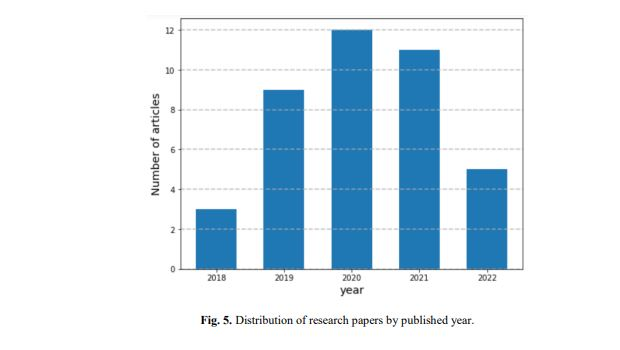 12
10
8
6
4
2
0
Number of articles
2018 2019 2020 2021 2022
year
Fig. 5. Distribution of research papers by published year.